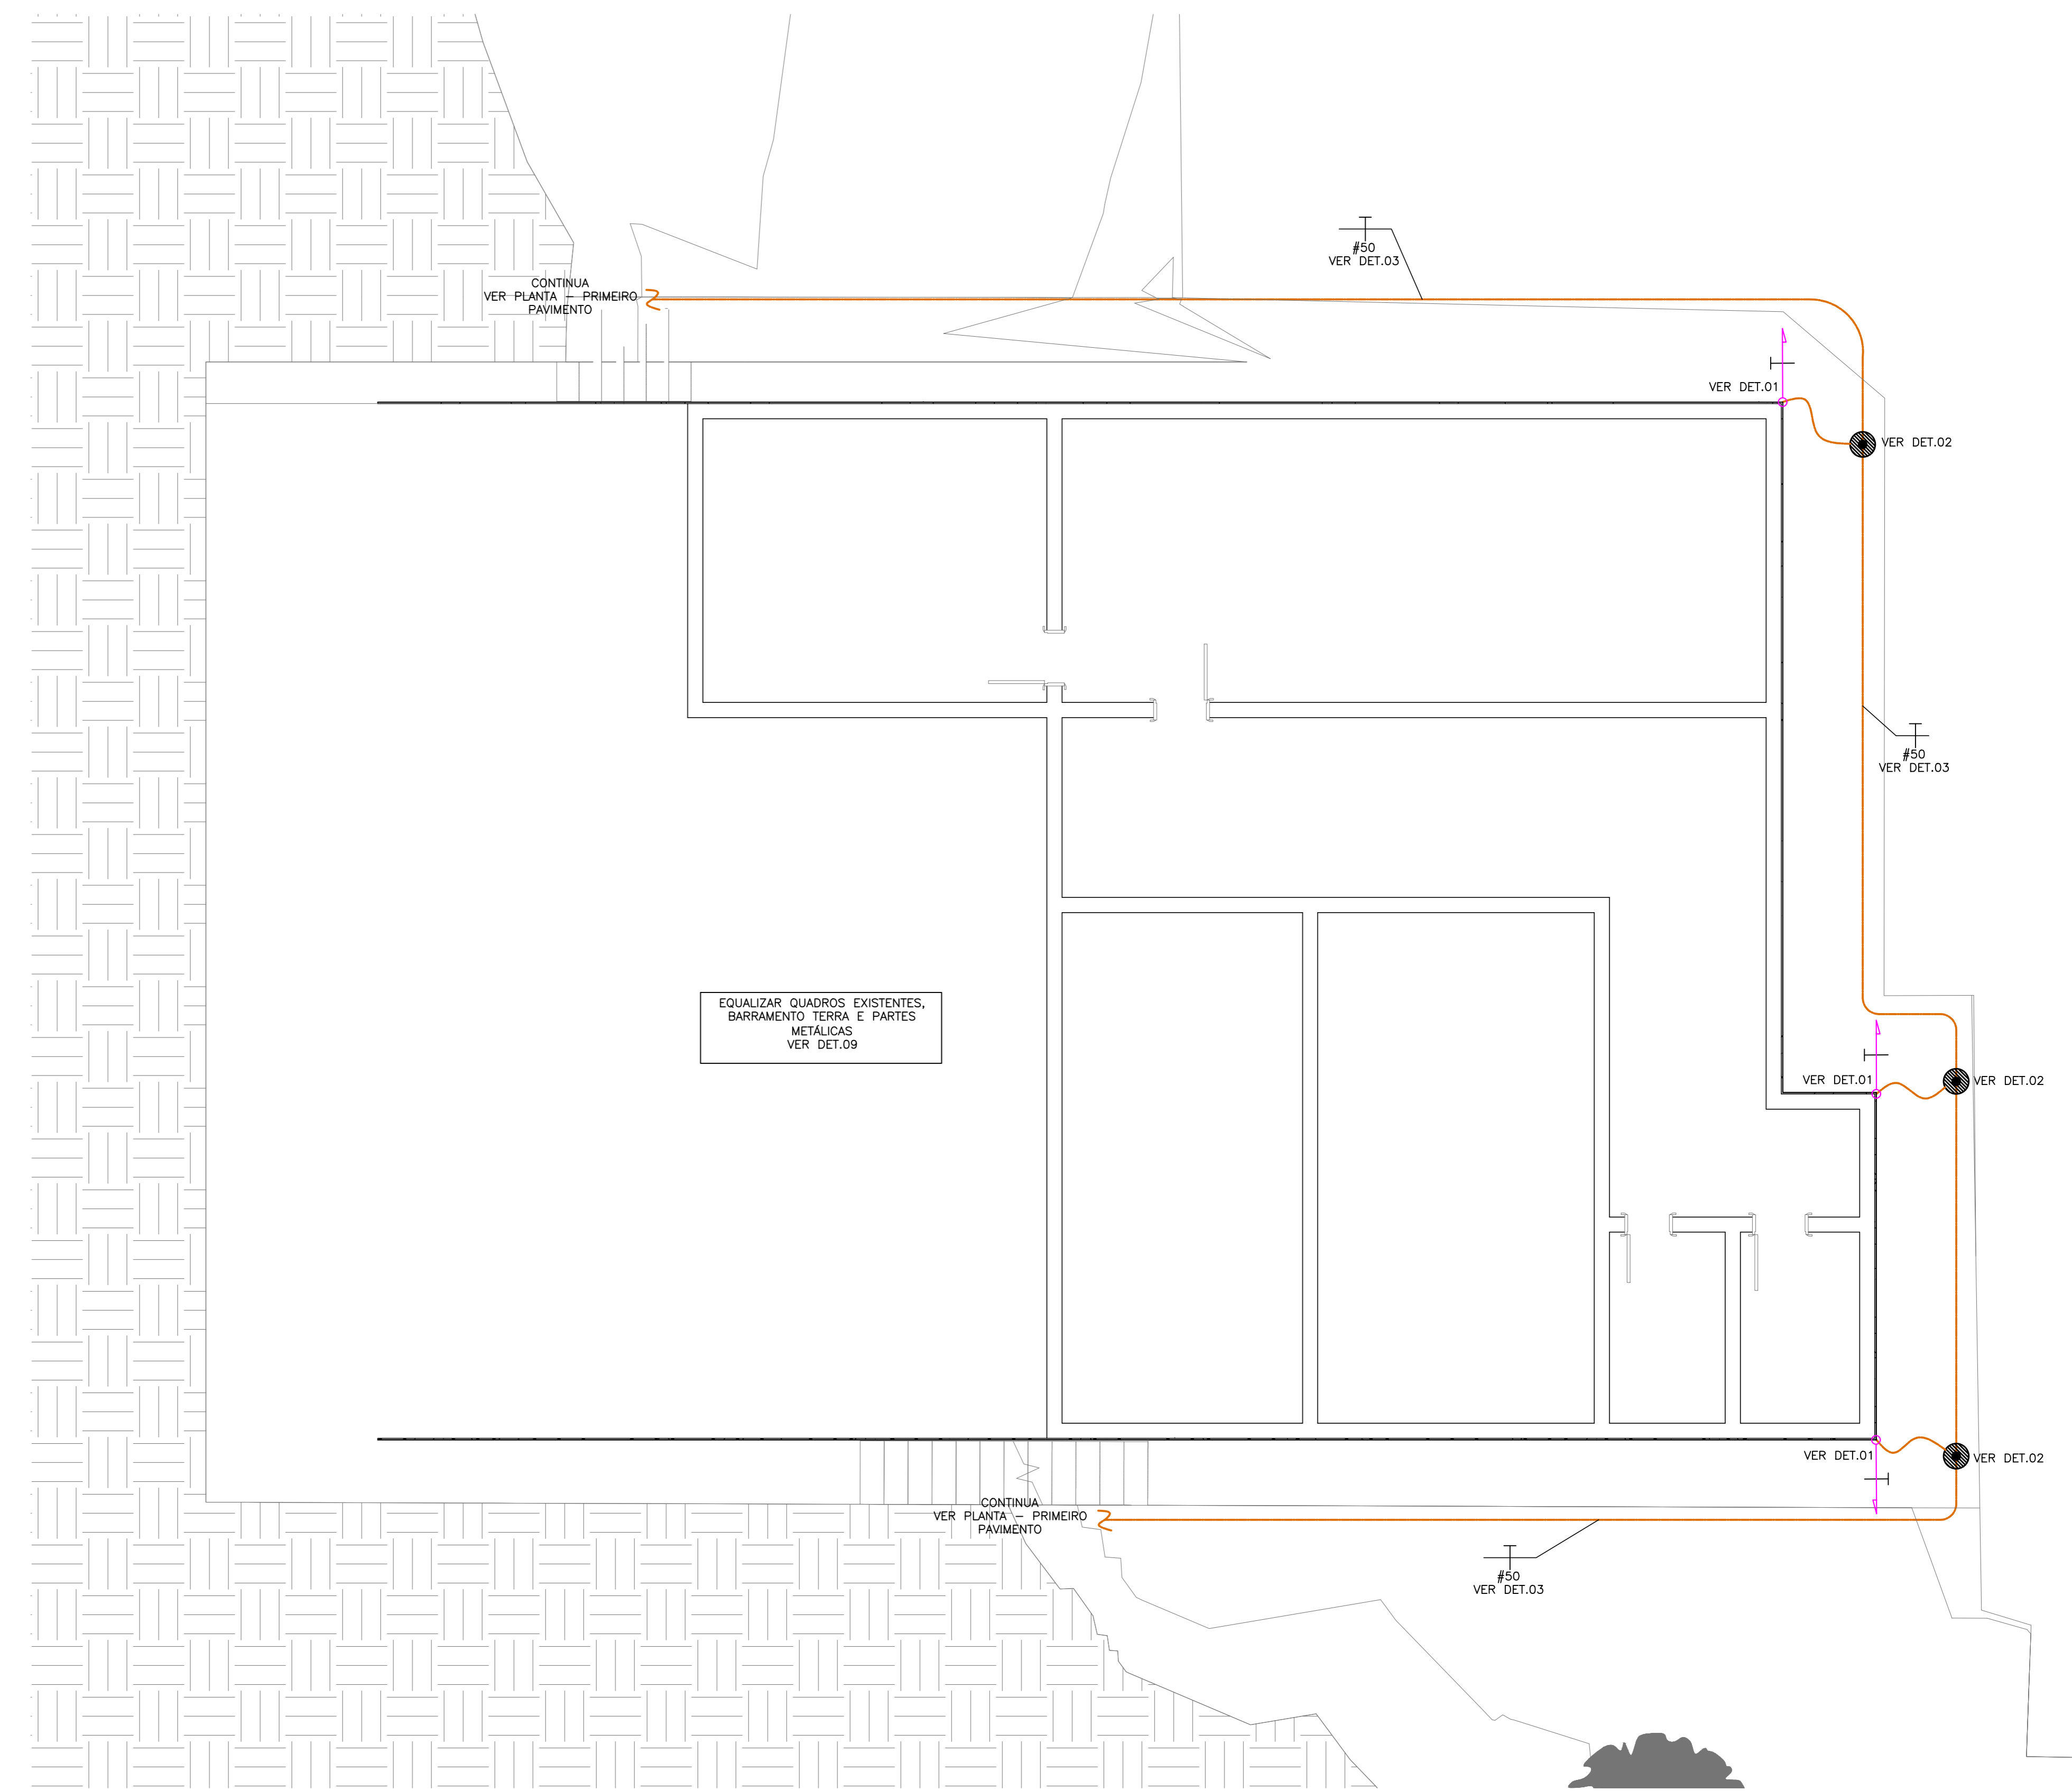 #50
VER DET.03
CONTINUA
VER PLANTA - PRIMEIRO
PAVIMENTO
VER DET.01
VER DET.02
#50
VER DET.03
EQUALIZAR QUADROS EXISTENTES,
BARRAMENTO TERRA E PARTES
METÁLICAS
VER DET.09
VER DET.01
VER DET.02
VER DET.01
VER DET.02
CONTINUA
VER PLANTA - PRIMEIRO
PAVIMENTO
#50
VER DET.03